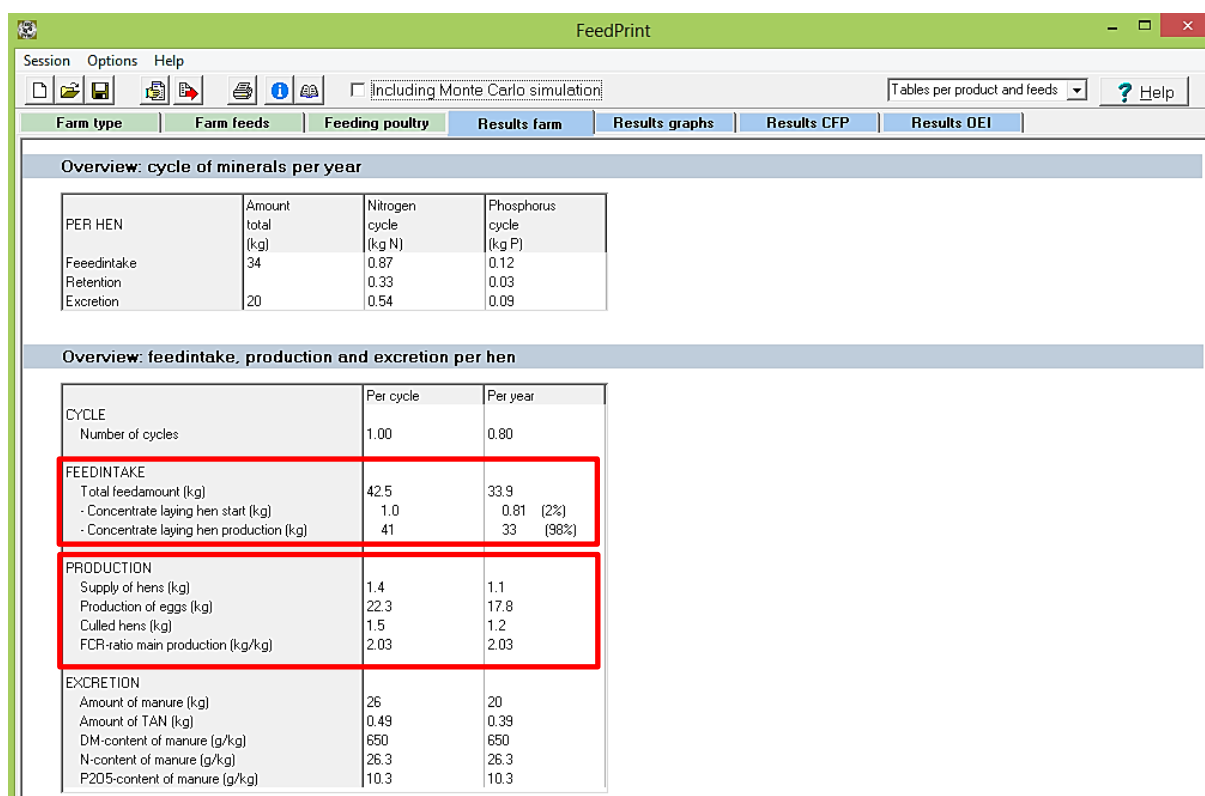 FeedPrint
Session Options Help
Including Monte Carlo simulation Tables per product and feeds ? Help
Farm type Farm feeds Feeding poultry Results farm Results graphs Results CFP Results OEI
Overview: cycle of minerals per year
Amount Nitrogen Phosphorus
PER HEN total cycle cycle
(kg) (kg N) (kg P)
Feeedintake 34 0.87 0.12
Retention 0.33 0.03
Excretion 20 0.54 0.09
Overview: feedintake, production and excretion per hen
Per cycle Per year
CYCLE
Number of cycles 1.00 0.80
FEEDINTAKE
Total feedamount (kg) 42.5 33.9
- Concentrate laying hen start (kg) 1.0 0.81 (2%)
- Concentrate laying hen production (kg) 41 33 (98%)
PRODUCTION
Supply of hens (kg) 1.4 1.1
Production of eggs (kg) 22.3 17.8
Culled hens (kg) 1.5 1.2
FCR-ratio main production (kg/kg) 2.03 2.03
EXCRETION
Amount of manure (kg) 26 20
Amount of TAN (kg) 0.49 0.39
DM-content of manure (g/kg) 650 650
N-content of manure (g/kg) 26.3 26.3
P2O5-content of manure (g/kg) 10.3 10.3